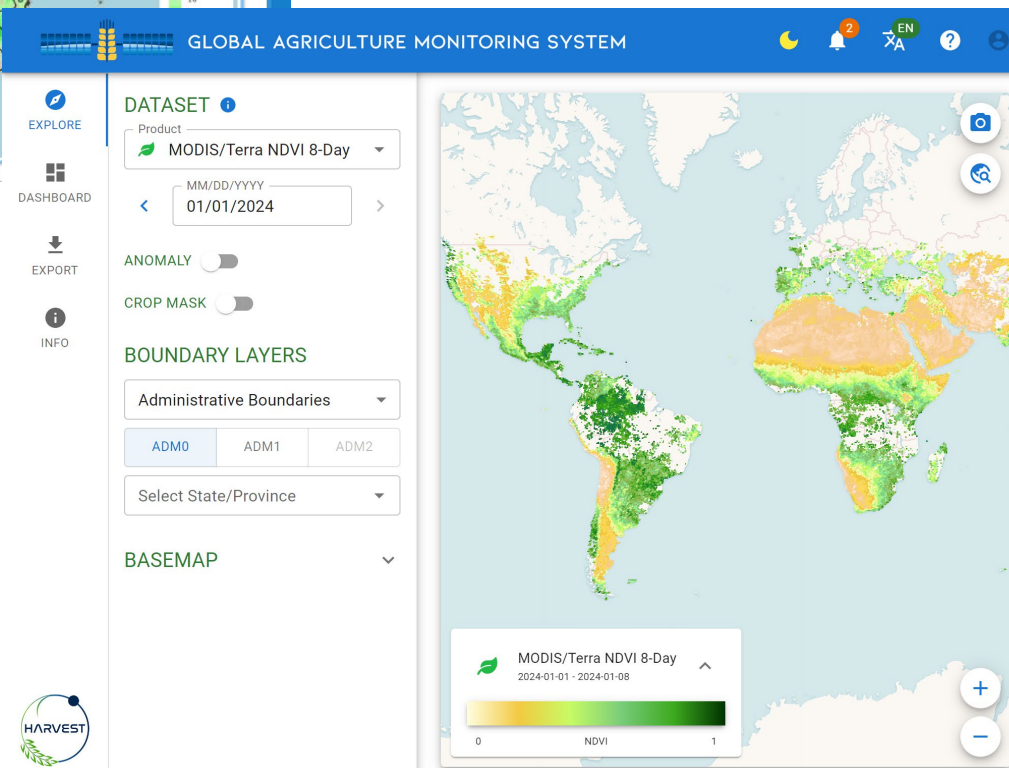 GLOBAL AGRICULTURE MONITORING SYSTEM
2
EN
EXPLORE
DASHBOARD
EXPORT
INFO
HARVEST
DATASET
Product
MODIS/Terra NDVI 8-Day
MM/DD/YYYY
01/01/2024
ANOMALY
CROP MASK
BOUNDARY LAYERS
Administrative Boundaries
ADM0 ADM1 ADM2
Select State/Province
BASEMAP
MODIS/Terra NDVI 8-Day
2024-01-01 - 2024-01-08
0 NDVI 1